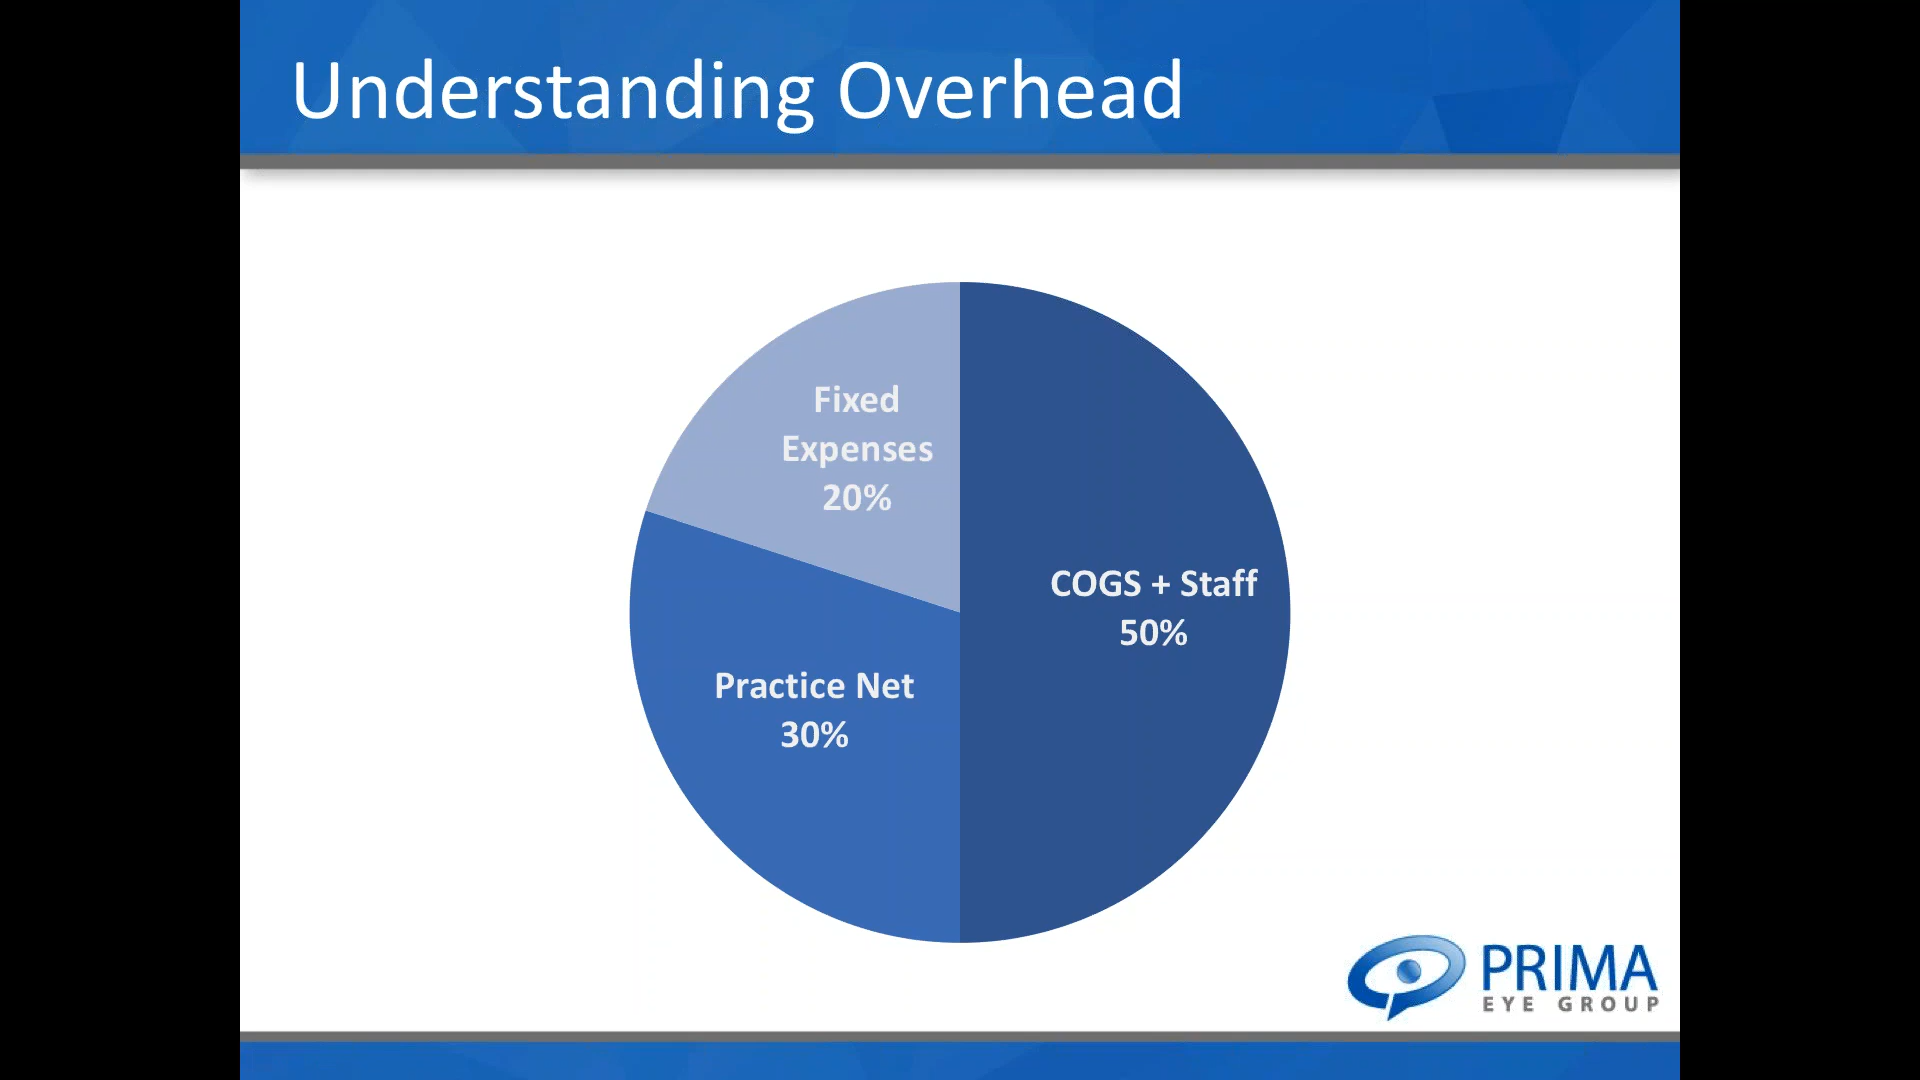 Understanding Overhead
Fixed
Expenses
20%
COGS + Staff
50%
Practice Net
30%
PRIMA
EYE GROUP